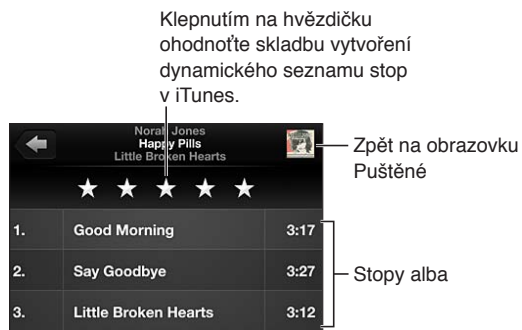 Klepnutím na hvězdičku
ohodnoťte skladbu vytvoření
dynamického seznamu stop
v iTunes.
Norah Jones
Happy Pills
Little Broken Hearts
Zpět na obrazovku
Puštěné
1. Good Morning 3:17
2. Say Goodbye 3:27
Stopy alba
3. Little Broken Hearts 3:12